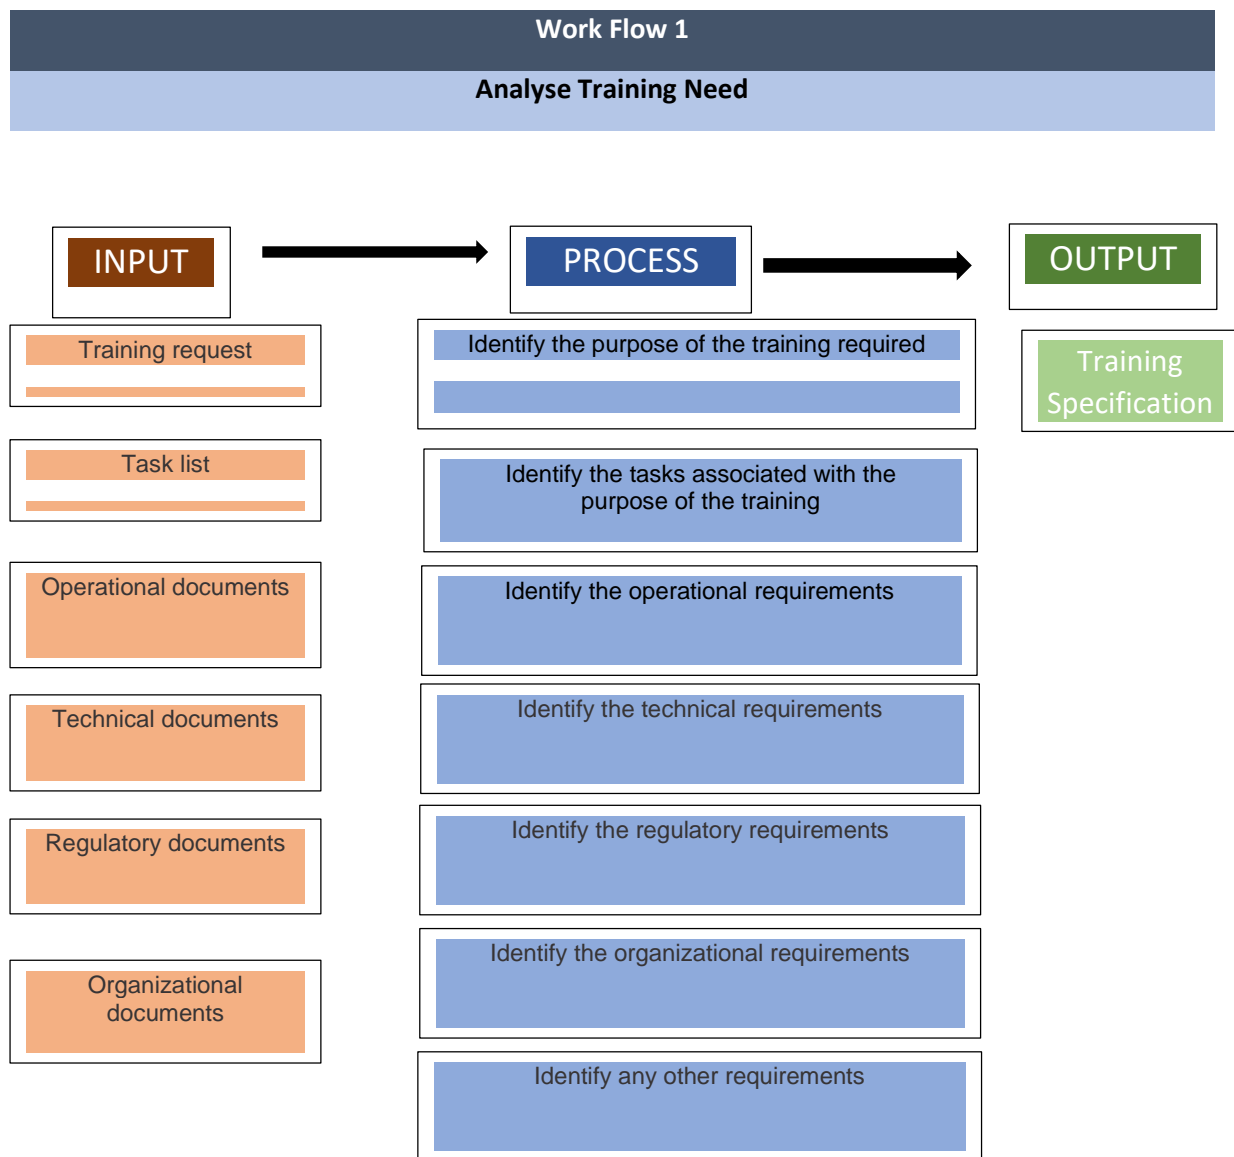 Work Flow 1
Analyse Training Need
INPUT
PROCESS
OUTPUT
Training request
Identify the purpose of the training required
Training
Specification
Task list
Identify the tasks associated with the
purpose of the training
Operational documents
Identify the operational requirements
Technical documents
Identify the technical requirements
Regulatory documents
Identify the regulatory requirements
Organizational
documents
Identify the organizational requirements
Identify any other requirements